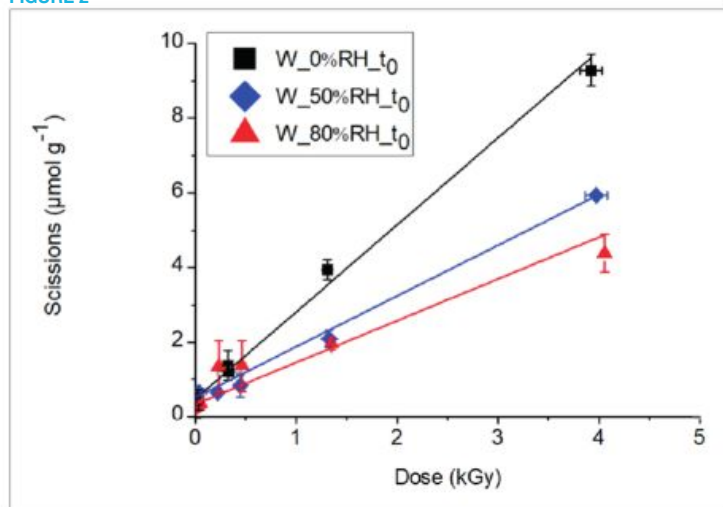 FIGURE 2
W_0%RH_t0
W_50%RH_t0
W_80%RH_t0
10
8
6
4
2
0
Scissions (µmol g⁻¹)
0
1
2
3
4
5
Dose (kGy)